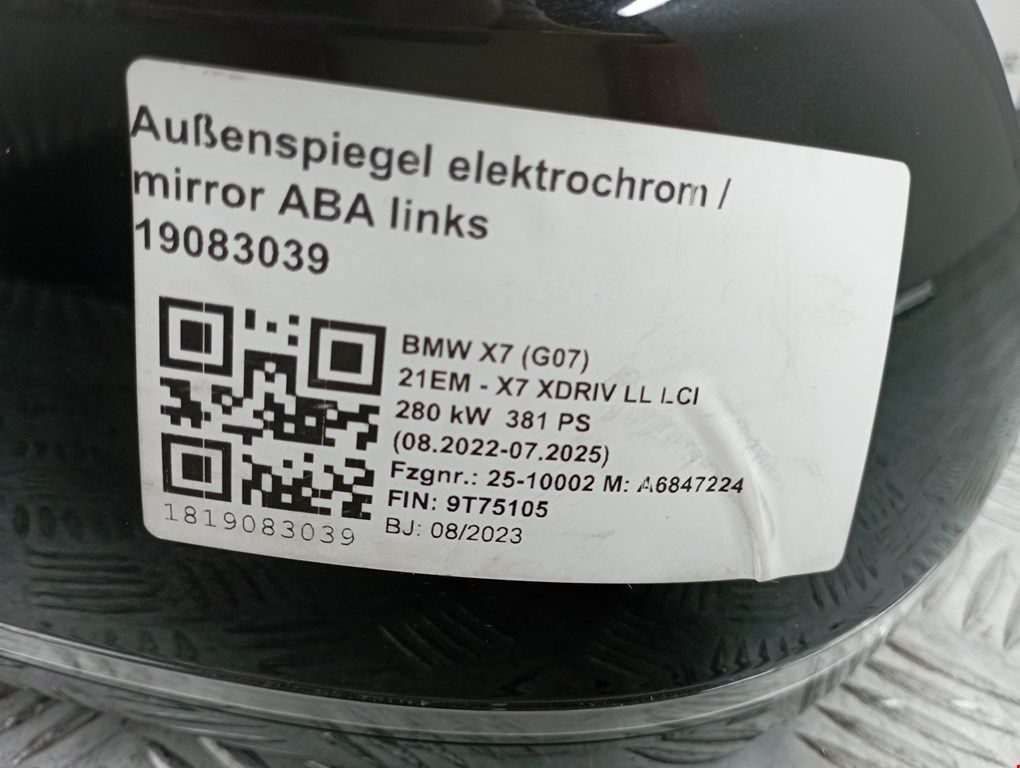 Außenspiegel elektrochrom /
mirror ABA links
19083039
BMW X7 (G07)
21EM - X7 XDRIV LL LCI
280 kW 381 PS
(08.2022-07.2025)
Fzgnr.: 25-10002 M: A6847224
FIN: 9T75105
BJ: 08/2023
1819083039